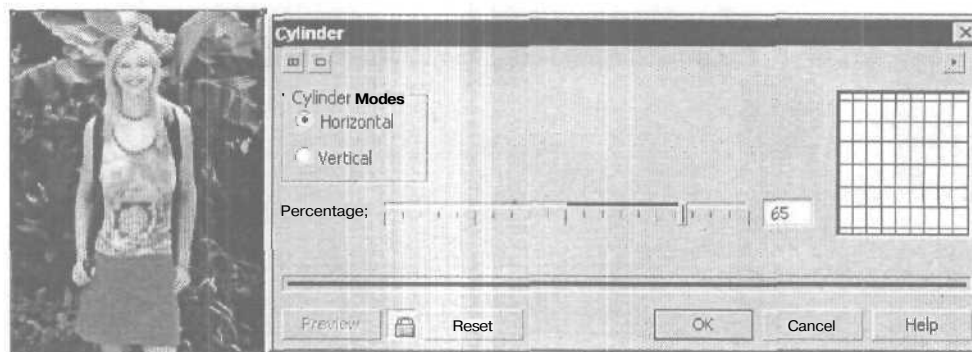 Cylinder
Cylinder Modes
Horizontal
Vertical
Percentage;
65
Preview
Reset
OK
Cancel
Help